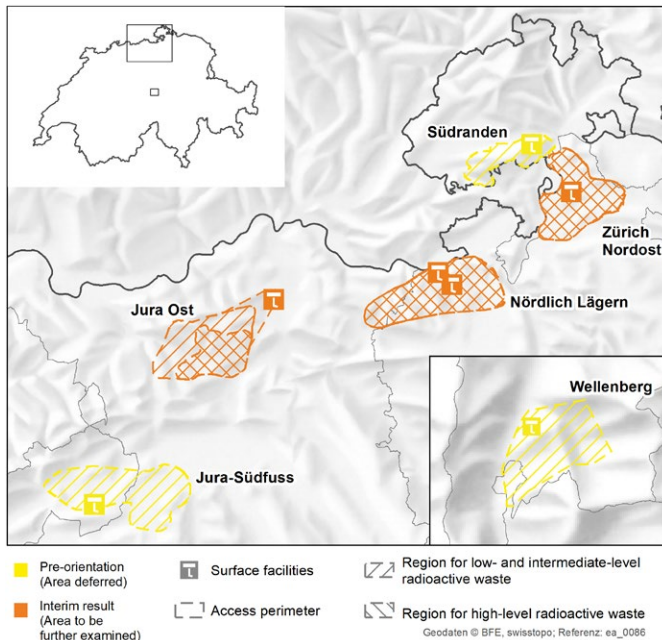 Südranden
Zürich
Nordost
Nördlich Lägern
Jura Ost
Wellenberg
Jura-Südfuss
Pre-orientation
(Area deferred)
Interim result
(Area to be
further examined)
Surface facilities
Access perimeter
Region for low- and intermediate-level
radioactive waste
Region for high-level radioactive waste
Geodaten © BFE, swisstopo; Referenz: ea_0086